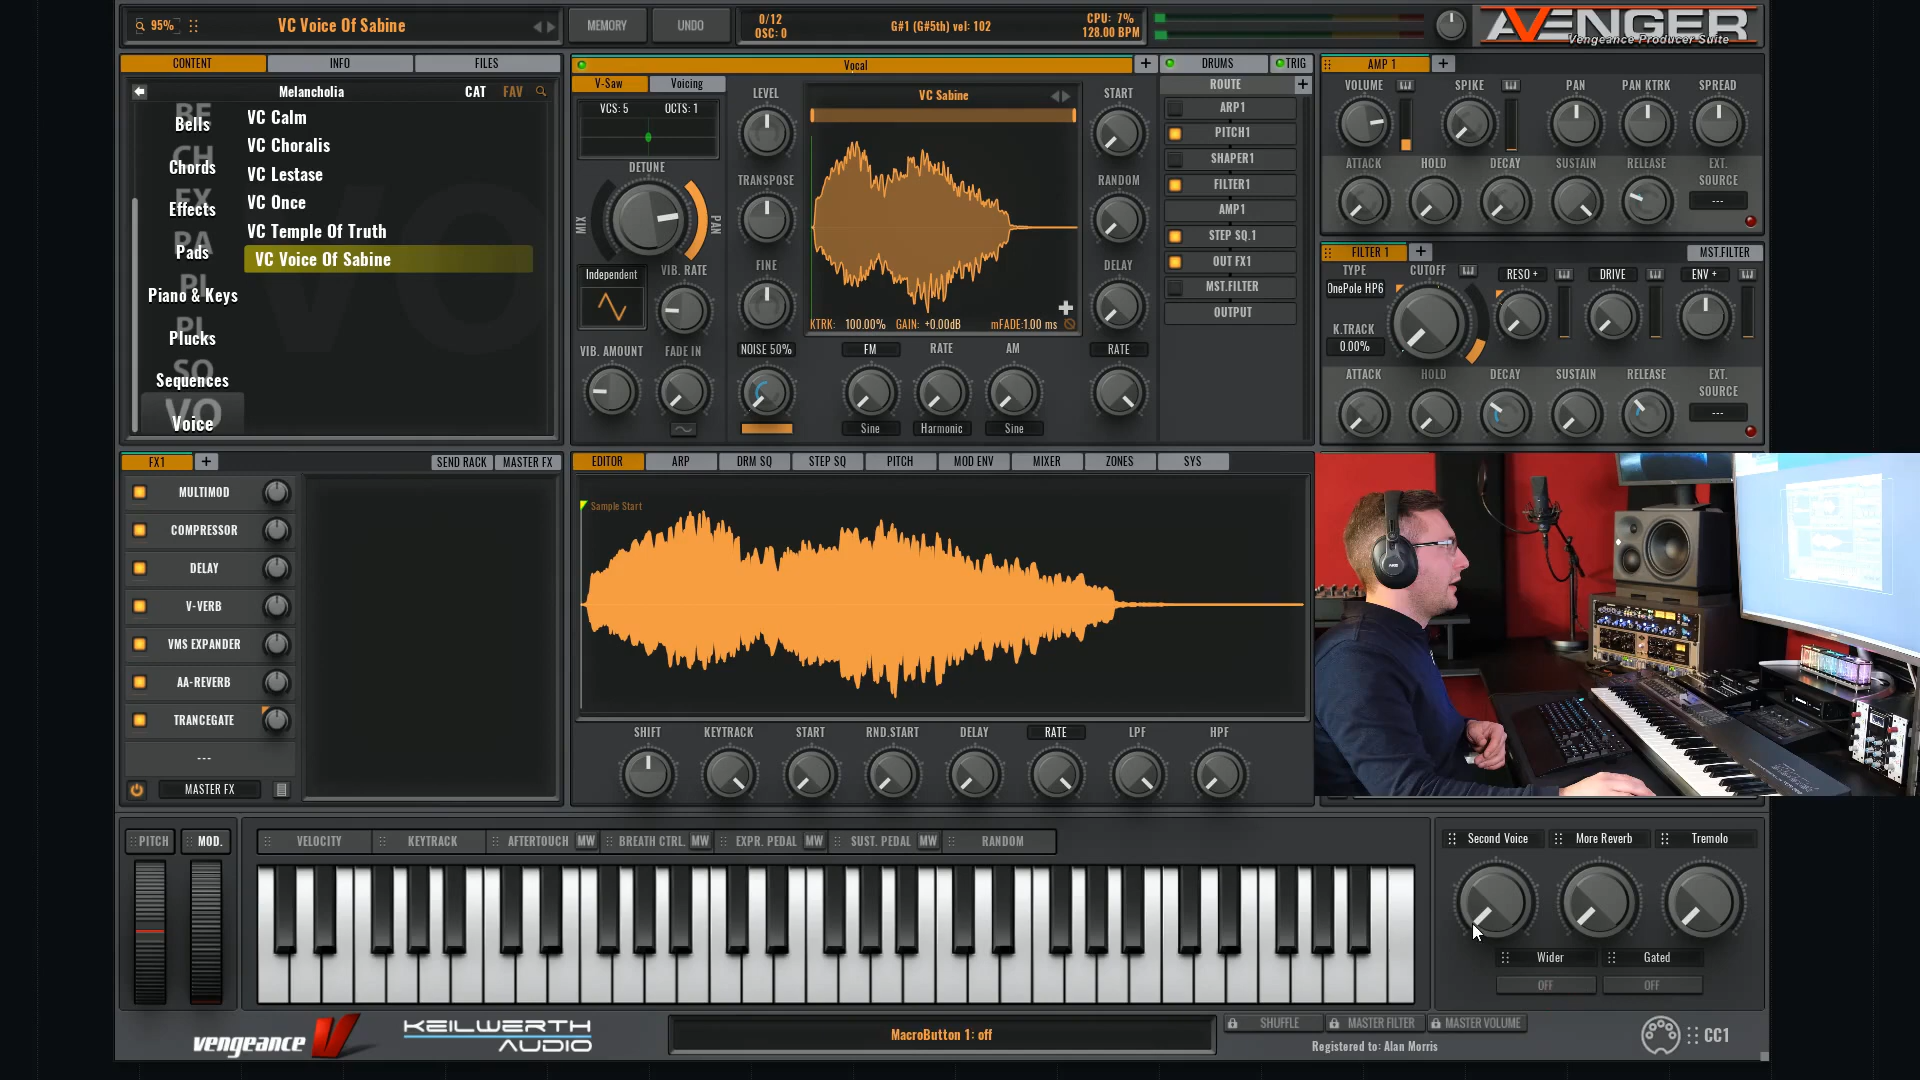 95%
VC Voice Of Sabine
MEMORY
UNDO
0/12
OSC: 0
G#1 (G#5th) vel: 102
CPU: 7%
128.00 BPM
AVENGER
Vengeance Producer Suite
CONTENT
INFO
FILES
Melancholia
CAT
FAV
BE
Bells
CH
Chords
FX
Effects
PA
Pads
PI
Piano & Keys
PL
Plucks
SO
Sequences
VO
Voice
VC Calm
VC Choralis
VC Lestase
VC Once
VC Temple Of Truth
VC Voice Of Sabine
VO
Vocal
V-Saw
Voicing
VCS: 5
OCTS: 1
DETUNE
MIX
PAN
Independent
VIB. RATE
VIB. AMOUNT
FADE IN
LEVEL
TRANSPOSE
FINE
NOISE 50%
VC Sabine
KTRK: 100.00%
GAIN: +0.00dB
mFADE:1.00 ms
FM
RATE
AM
Sine
Harmonic
Sine
START
RANDOM
DELAY
RATE
DRUMS
TRIG
ROUTE
ARP1
PITCH1
SHAPER1
FILTER1
AMP1
STEP SQ.1
OUT FX1
MST.FILTER
OUTPUT
AMP 1
VOLUME
SPIKE
PAN
PAN KTRK
SPREAD
ATTACK
HOLD
DECAY
SUSTAIN
RELEASE
EXT.
SOURCE
---
FILTER 1
MST.FILTER
TYPE
OnePole HP6
CUTOFF
RESO +
DRIVE
ENV +
K.TRACK
0.00%
ATTACK
HOLD
DECAY
SUSTAIN
RELEASE
EXT.
SOURCE
---
FX1
SEND RACK
MASTER FX
MULTIMOD
COMPRESSOR
DELAY
V-VERB
VMS EXPANDER
AA-REVERB
TRANCEGATE
---
MASTER FX
EDITOR
ARP
DRM SQ
STEP SQ
PITCH
MOD ENV
MIXER
ZONES
SYS
Sample Start
SHIFT
KEYTRACK
START
RND.START
DELAY
RATE
LPF
HPF
PITCH
MOD.
VELOCITY
KEYTRACK
AFTERTOUCH
MW
BREATH CTRL.
MW
EXPR. PEDAL
MW
SUST. PEDAL
MW
RANDOM
Second Voice
More Reverb
Tremolo
Wider
Gated
OFF
OFF
vengeance
KEILWERTH
AUDIO
MacroButton 1: off
SHUFFLE
MASTER FILTER
MASTER VOLUME
Registered to: Alan Morris
CC1